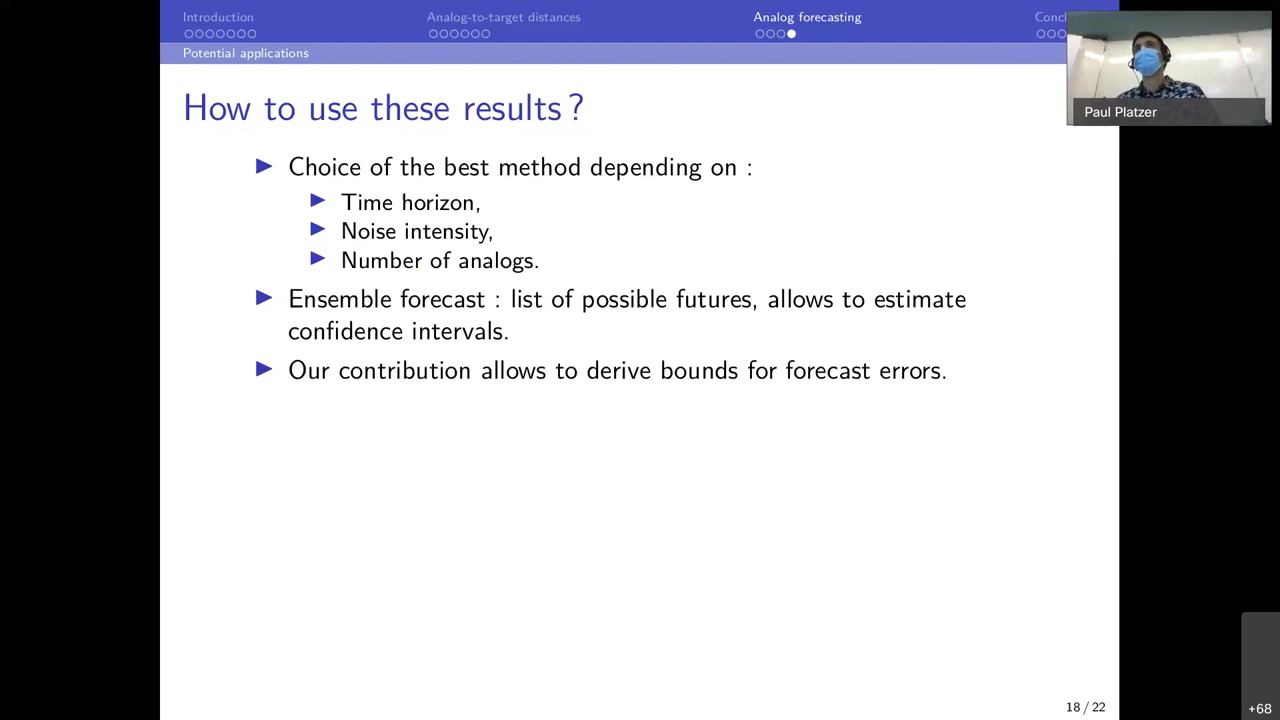 Introduction
Analog-to-target distances
Analog forecasting
Concl
Potential applications
Paul Platzer
How to use these results ?
Choice of the best method depending on :
Time horizon,
Noise intensity,
Number of analogs.
Ensemble forecast : list of possible futures, allows to estimate
confidence intervals.
Our contribution allows to derive bounds for forecast errors.
18 / 22
+68